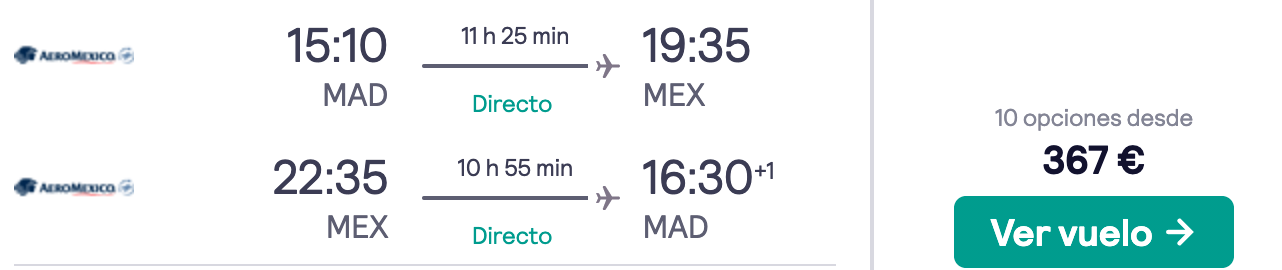 AEROMEXICO
15:10
11 h 25 min
19:35
MAD
Directo
MEX
AEROMEXICO
22:35
10 h 55 min
16:30+1
MEX
Directo
MAD
10 opciones desde
367 €
Ver vuelo →